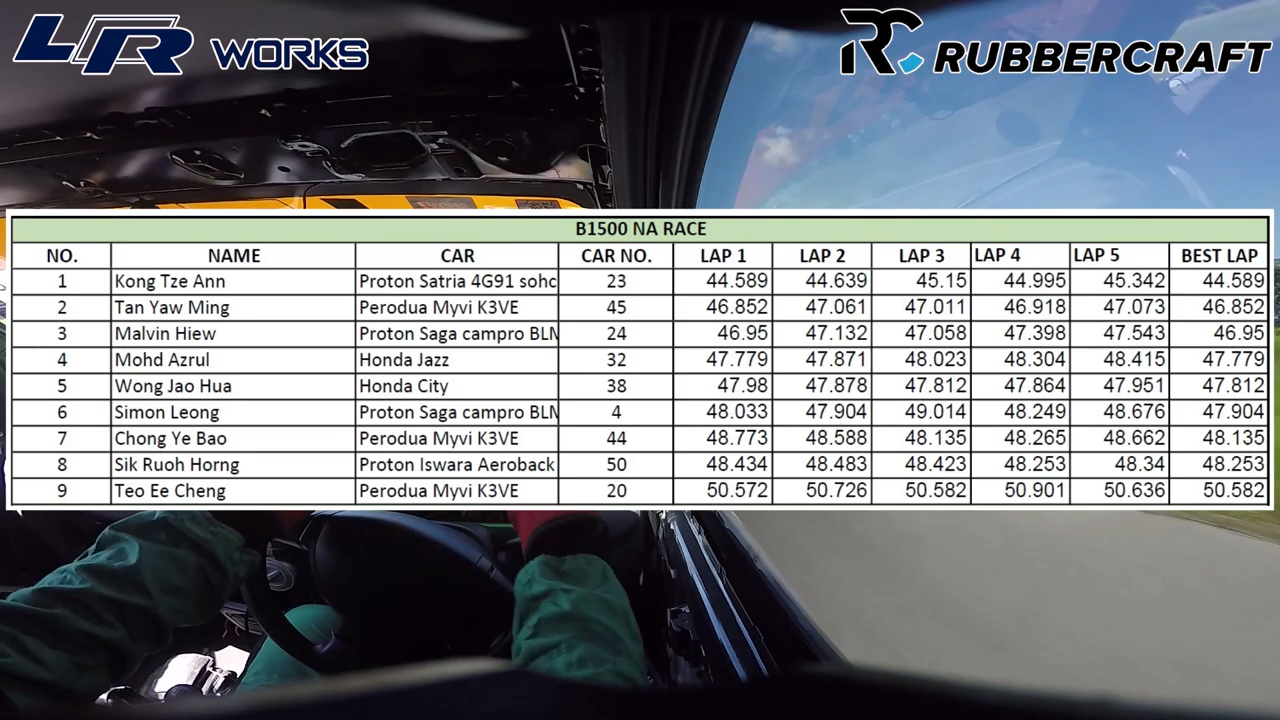 LR WORKS
RC RUBBERCRAFT
B1500 NA RACE
NO. NAME CAR CAR NO. LAP 1 LAP 2 LAP 3 LAP 4 LAP 5 BEST LAP
1 Kong Tze Ann Proton Satria 4G91 sohc 23 44.589 44.639 45.15 44.995 45.342 44.589
2 Tan Yaw Ming Perodua Myvi K3VE 45 46.852 47.061 47.011 46.918 47.073 46.852
3 Malvin Hiew Proton Saga campro BLM 24 46.95 47.132 47.058 47.398 47.543 46.95
4 Mohd Azrul Honda Jazz 32 47.779 47.871 48.023 48.304 48.415 47.779
5 Wong Jao Hua Honda City 38 47.98 47.878 47.812 47.864 47.951 47.812
6 Simon Leong Proton Saga campro BLM 4 48.033 47.904 49.014 48.249 48.676 47.904
7 Chong Ye Bao Perodua Myvi K3VE 44 48.773 48.588 48.135 48.265 48.662 48.135
8 Sik Ruoh Horng Proton Iswara Aeroback 50 48.434 48.483 48.423 48.253 48.34 48.253
9 Teo Ee Cheng Perodua Myvi K3VE 20 50.572 50.726 50.582 50.901 50.636 50.582